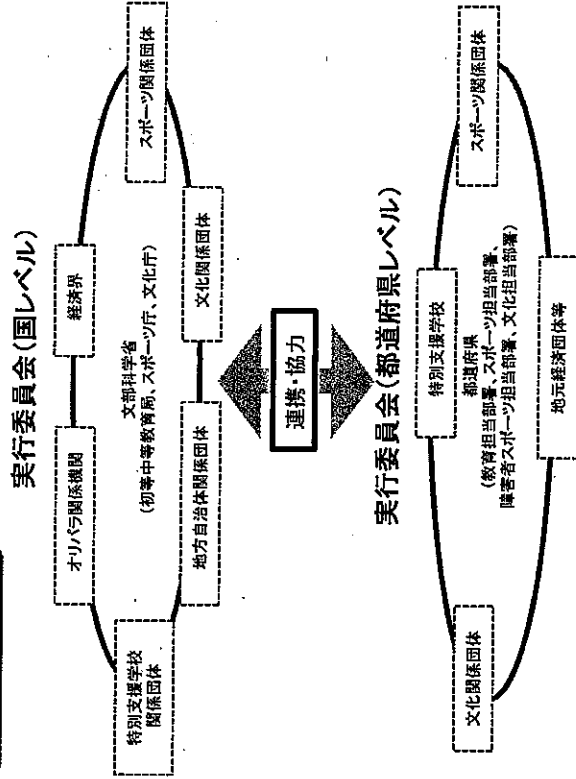 実行委員会(国レベル)
オリパラ関係機関
経済界
特別支援学校
関係団体
文部科学省
(初等中等教育局、スポーツ庁、文化庁)
スポーツ関係団体
地方自治体関係団体
文化関係団体
連携・協力
実行委員会(都道府県レベル)
特別支援学校
文化関係団体
都道府県
(教育担当部署、スポーツ担当部署、
障害者スポーツ担当部署、文化担当部署)
スポーツ関係団体
地元経済団体等